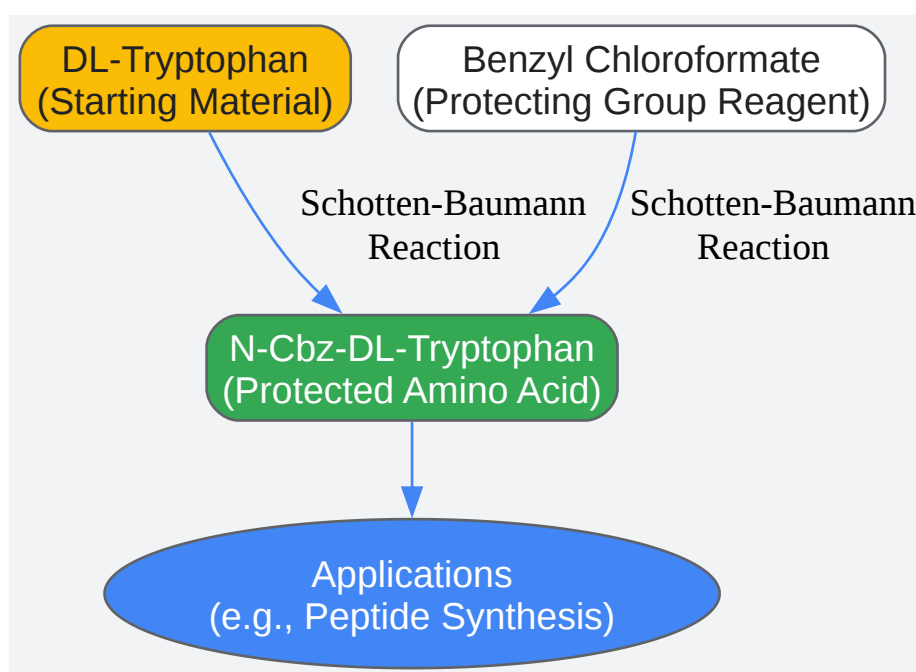 DL-Tryptophan
(Starting Material)
Benzyl Chloroformate
(Protecting Group Reagent)
Schotten-Baumann
Reaction
Schotten-Baumann
Reaction
N-Cbz-DL-Tryptophan
(Protected Amino Acid)
Applications
(e.g., Peptide Synthesis)